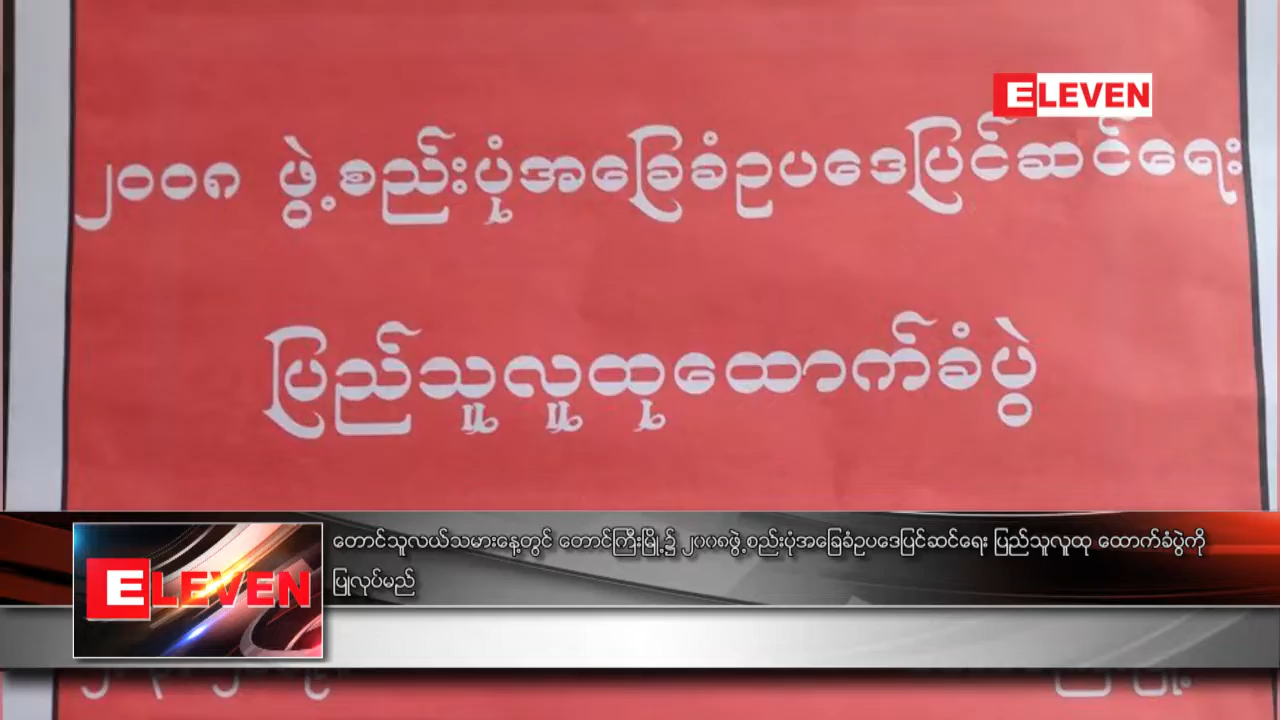 ELEVEN
၂၀၀၈ ဖွဲ့စည်းပုံအခြေခံဥပဒေပြင်ဆင်ရေး
ပြည်သူလူထုထောက်ခံပွဲ
တောင်သူလယ်သမားနေ့တွင် တောင်ကြီးမြို့၌ ၂၀၀၈ဖွဲ့စည်းပုံအခြေခံဥပဒေပြင်ဆင်ရေး ပြည်သူလူထု ထောက်ခံပွဲကို
ပြုလုပ်မည်
ELEVEN